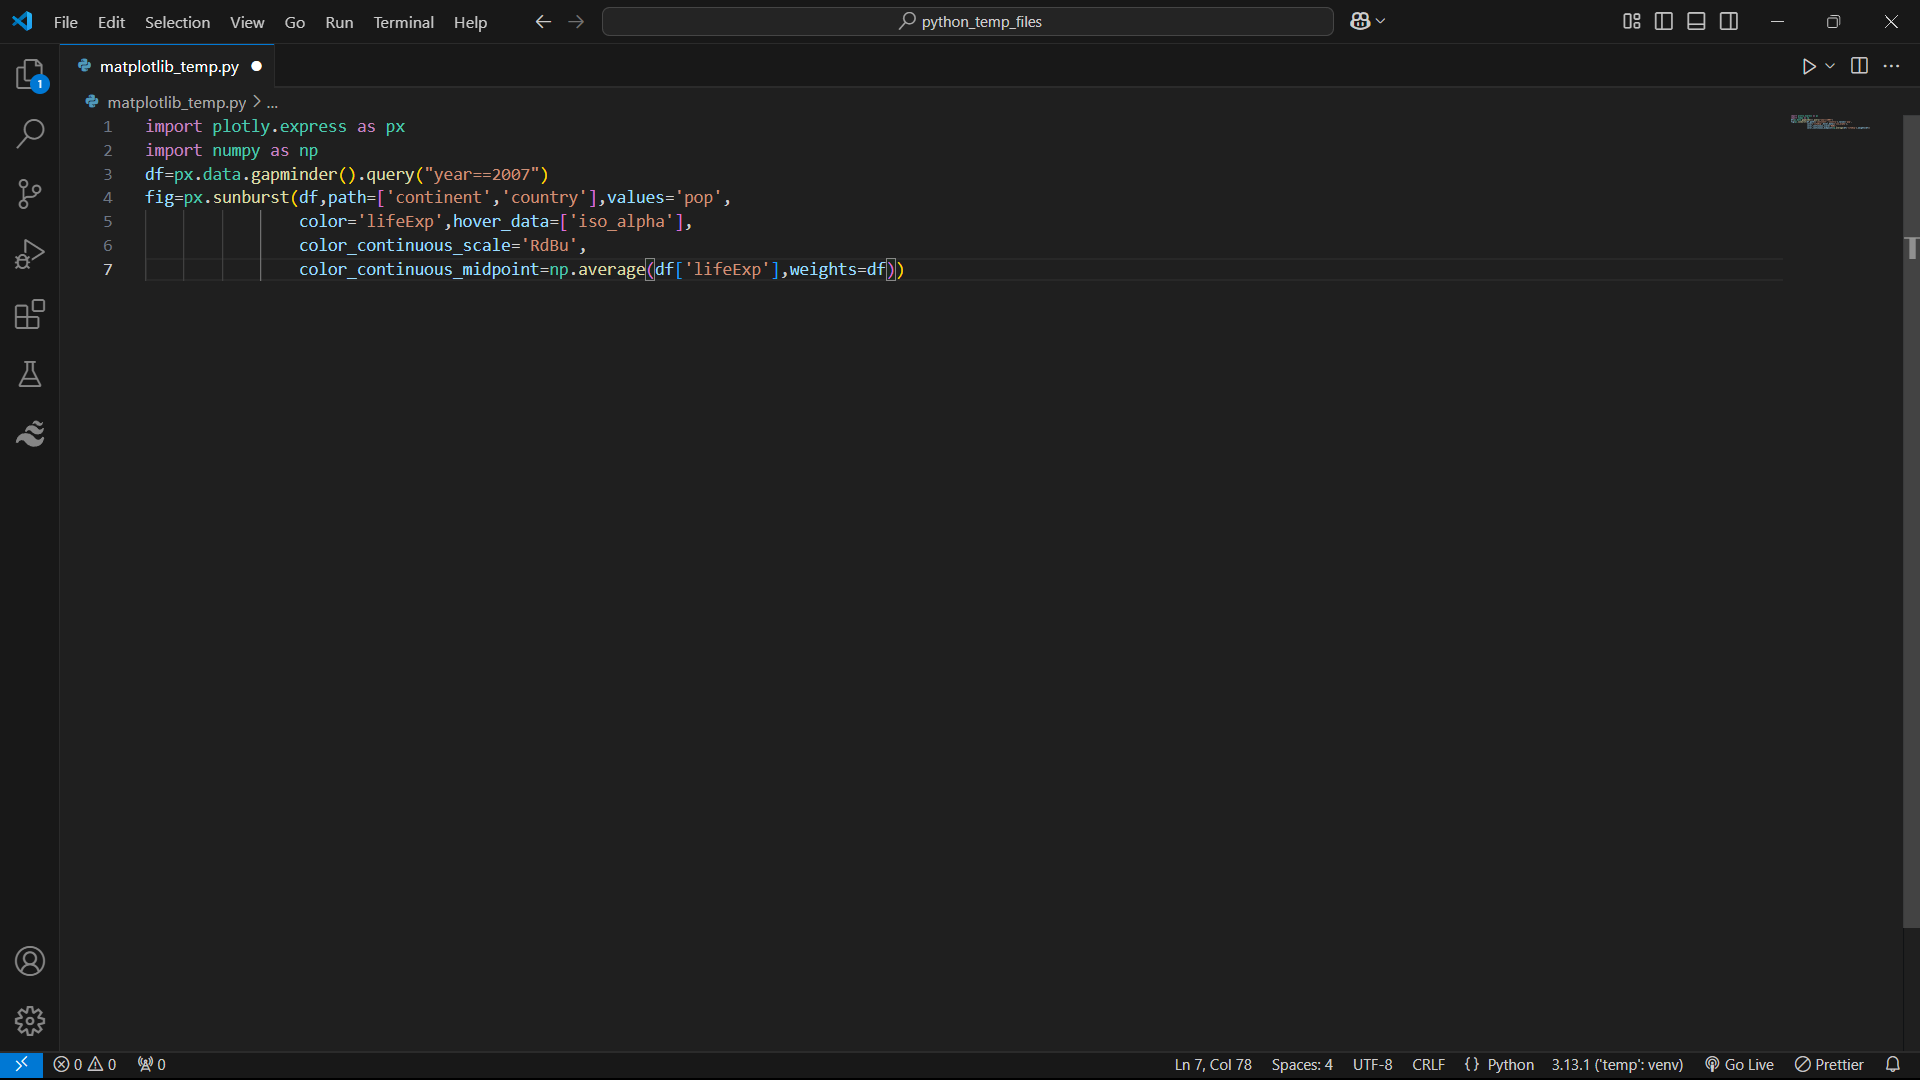 File Edit Selection View Go Run Terminal Help
python_temp_files
1
matplotlib_temp.py
matplotlib_temp.py > ...
1 import plotly.express as px
2 import numpy as np
3 df=px.data.gapminder().query("year==2007")
4 fig=px.sunburst(df,path=['continent','country'],values='pop',
5 color='lifeExp',hover_data=['iso_alpha'],
6 color_continuous_scale='RdBu',
7 color_continuous_midpoint=np.average(df['lifeExp'],weights=df))
0 0 0 Ln 7, Col 78 Spaces: 4 UTF-8 CRLF {} Python 3.13.1 ('temp': venv) Go Live Prettier